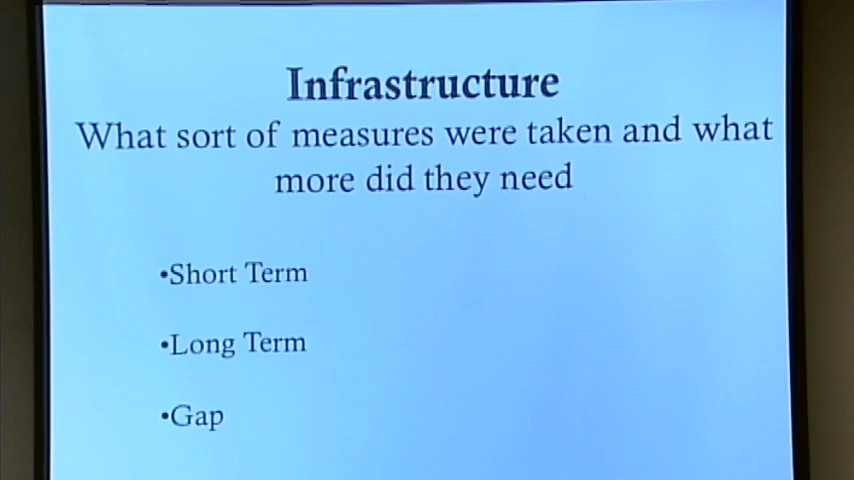 Infrastructure
What sort of measures were taken and what
more did they need
•Short Term
•Long Term
•Gap